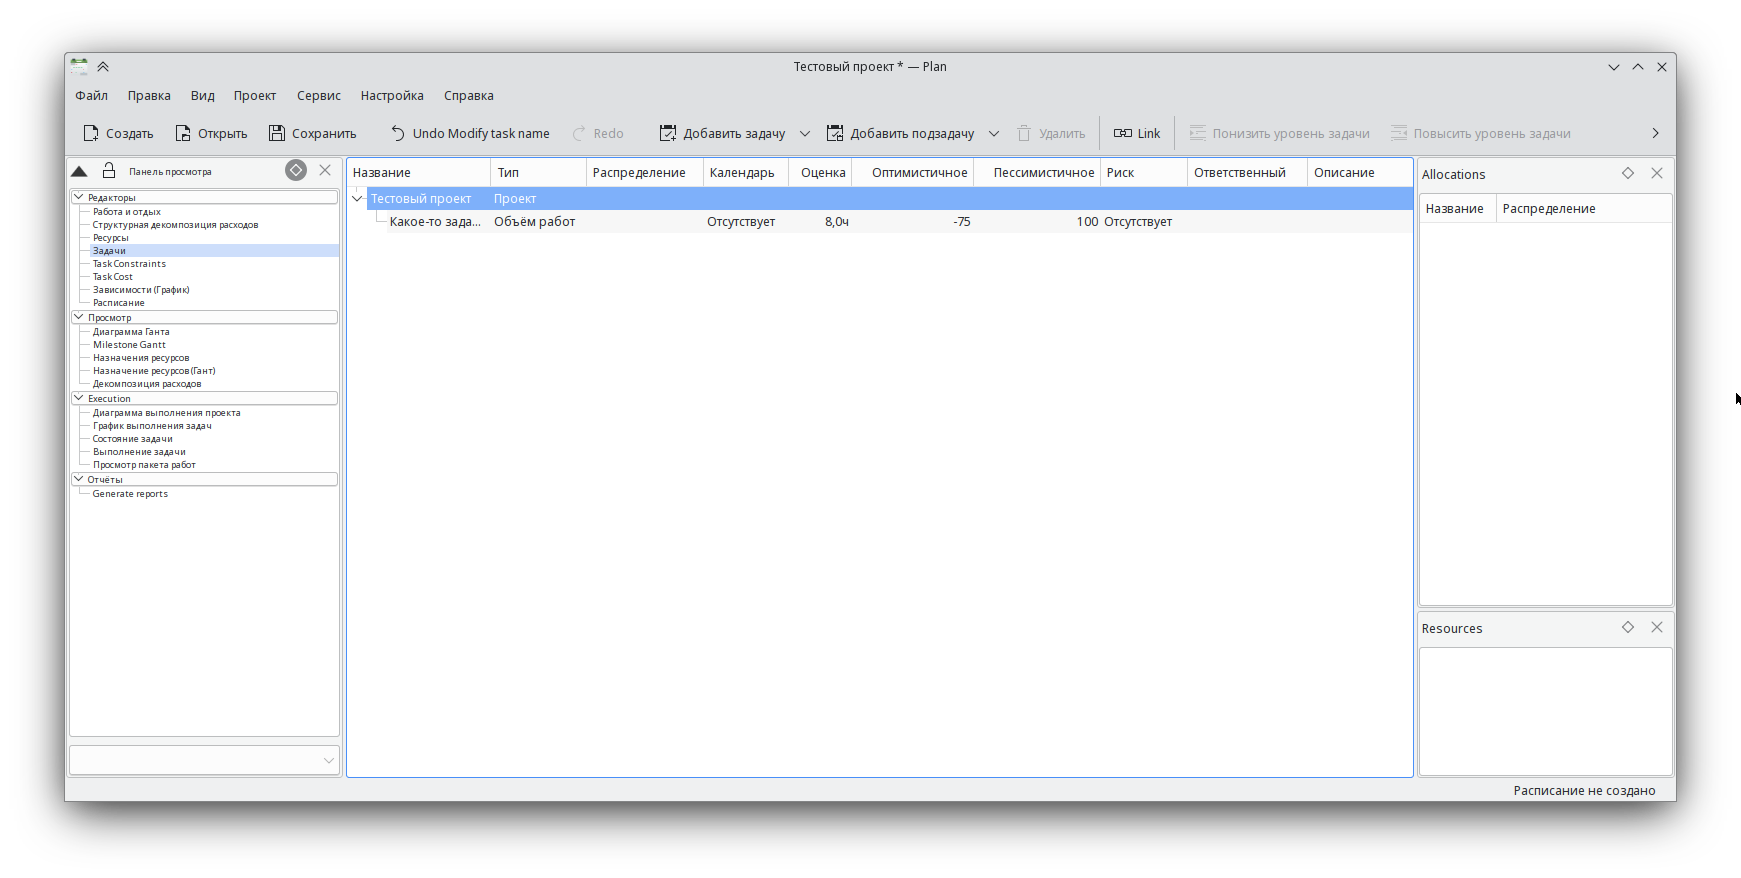 Тестовый проект * — Plan
Файл Правка Вид Проект Сервис Настройка Справка
Создать Открыть Сохранить Undo Modify task name Redo Добавить задачу Добавить подзадачу Удалить Link Понизить уровень задачи Повысить уровень задачи
Панель просмотра
Редакторы
Работа и отдых
Структурная декомпозиция расходов
Ресурсы
Задачи
Task Constraints
Task Cost
Зависимости (График)
Расписание
Просмотр
Диаграмма Ганта
Milestone Gantt
Назначения ресурсов
Назначение ресурсов (Гант)
Декомпозиция расходов
Execution
Диаграмма выполнения проекта
График выполнения задач
Состояние задачи
Выполнение задачи
Просмотр пакета работ
Отчёты
Generate reports
Название Тип Распределение Календарь Оценка Оптимистичное Пессимистичное Риск Ответственный Описание
Тестовый проект Проект
Какое-то зада... Объём работ Отсутствует 8,0ч -75 100 Отсутствует
Allocations
Название Распределение
Resources
Расписание не создано